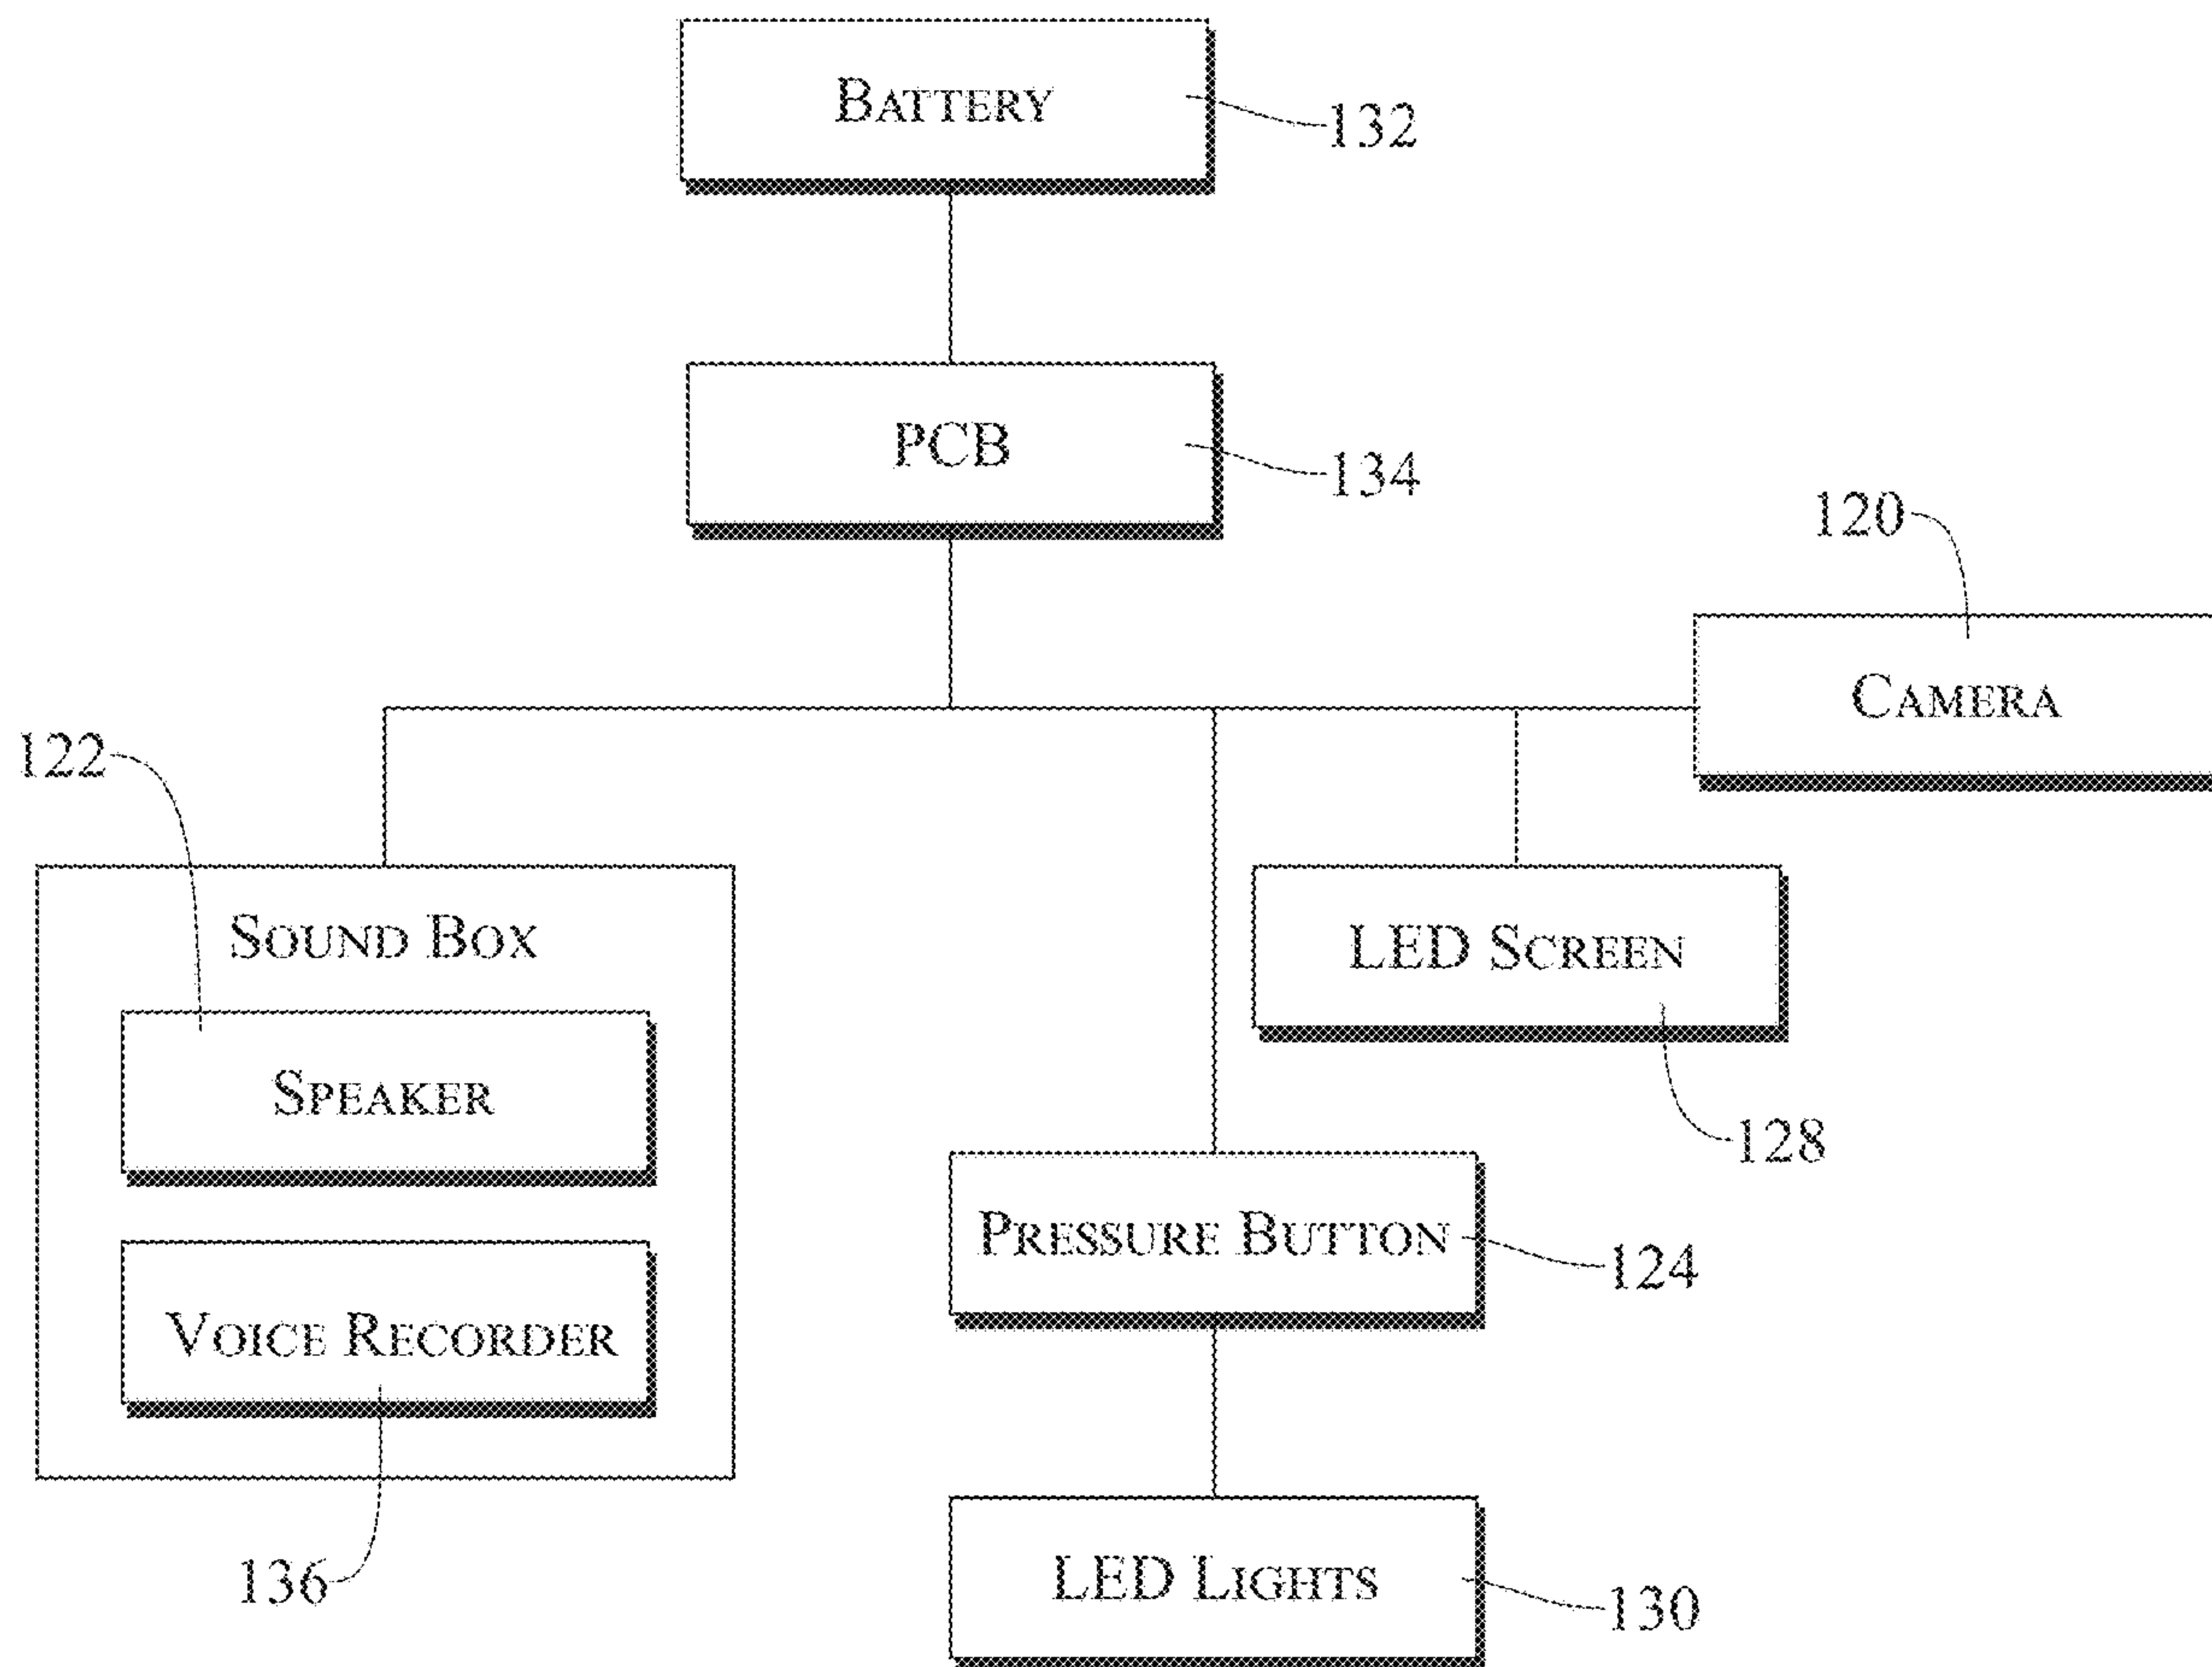 BATTERY
132
PCB
134
120
CAMERA
122
SOUND BOX
LED SCREEN
SPEAKER
128
PRESSURE BUTTON
124
VOICE RECORDER
136
LED LIGHTS
130